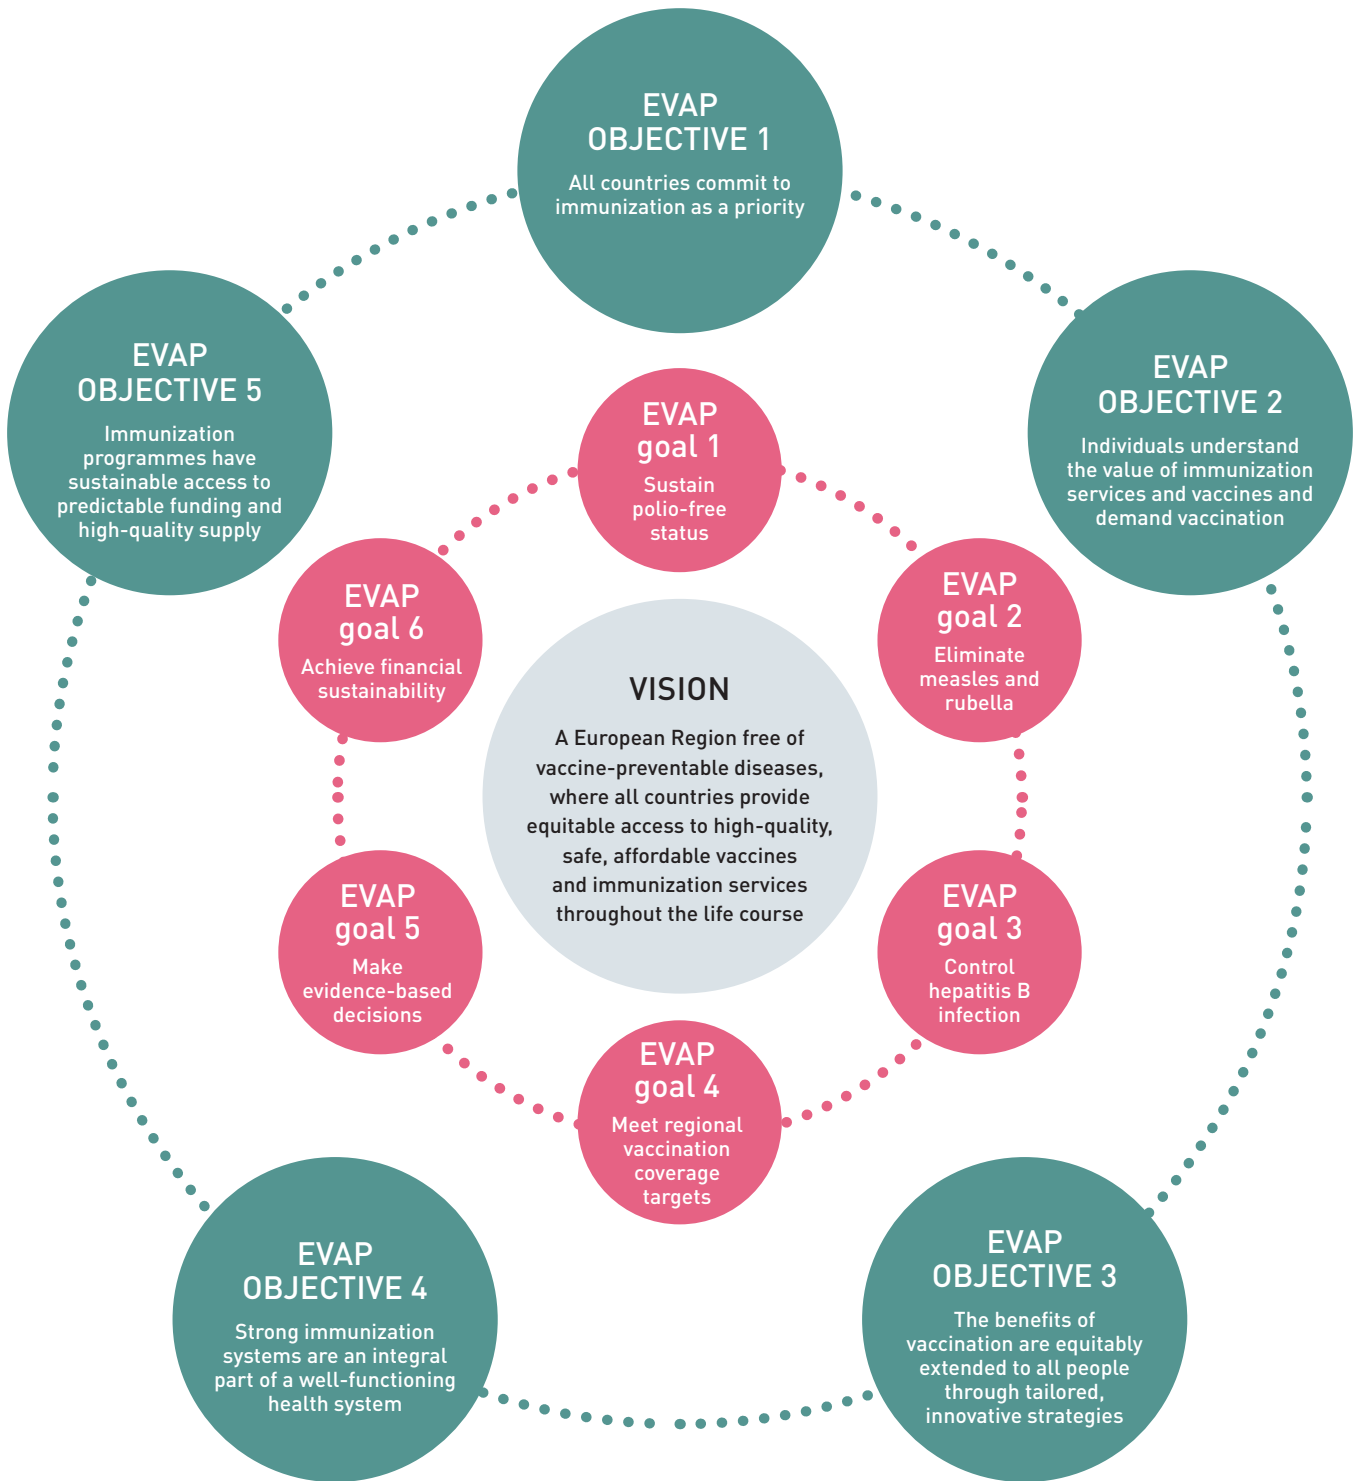 EVAP
OBJECTIVE 1
All countries commit to
immunization as a priority
EVAP
OBJECTIVE 2
Individuals understand
the value of immunization
services and vaccines and
demand vaccination
EVAP
OBJECTIVE 3
The benefits of
vaccination are equitably
extended to all people
through tailored,
innovative strategies
EVAP
OBJECTIVE 4
Strong immunization
systems are an integral
part of a well-functioning
health system
EVAP
OBJECTIVE 5
Immunization
programmes have
sustainable access to
predictable funding and
high-quality supply
EVAP
goal 1
Sustain
polio-free
status
EVAP
goal 2
Eliminate
measles and
rubella
EVAP
goal 3
Control
hepatitis B
infection
EVAP
goal 4
Meet regional
vaccination
coverage
targets
EVAP
goal 5
Make
evidence-based
decisions
EVAP
goal 6
Achieve financial
sustainability
VISION
A European Region free of
vaccine-preventable diseases,
where all countries provide
equitable access to high-quality,
safe, affordable vaccines
and immunization services
throughout the life course